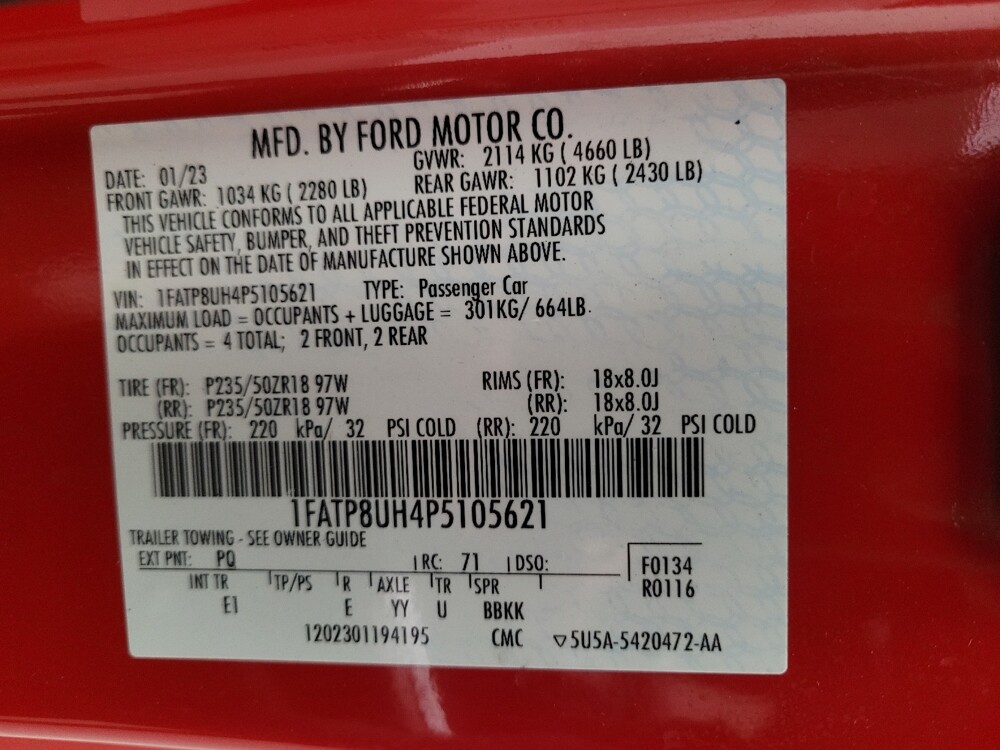 MFD. BY FORD MOTOR CO.
DATE: 01/23 GVWR: 2114 KG ( 4660 LB)
FRONT GAWR: 1034 KG ( 2280 LB) REAR GAWR: 1102 KG ( 2430 LB)
THIS VEHICLE CONFORMS TO ALL APPLICABLE FEDERAL MOTOR
VEHICLE SAFETY, BUMPER, AND THEFT PREVENTION STANDARDS
IN EFFECT ON THE DATE OF MANUFACTURE SHOWN ABOVE.
VIN: 1FATP8UH4P5105621 TYPE: Passenger Car
MAXIMUM LOAD = OCCUPANTS + LUGGAGE = 301KG/ 664LB.
OCCUPANTS = 4 TOTAL; 2 FRONT, 2 REAR
TIRE (FR): P235/50ZR18 97W RIMS (FR): 18x8.0J
(RR): P235/50ZR18 97W (RR): 18x8.0J
PRESSURE (FR): 220 kPa/ 32 PSI COLD (RR): 220 kPa/ 32 PSI COLD
1FATP8UH4P5105621
TRAILER TOWING - SEE OWNER GUIDE
EXT PNT: PQ RC: 71 DSO: F0134
INT TR TP/PS R AXLE TR SPR R0116
EI E YY U BBKK
1202301194195 CMC ▽5U5A-5420472-AA